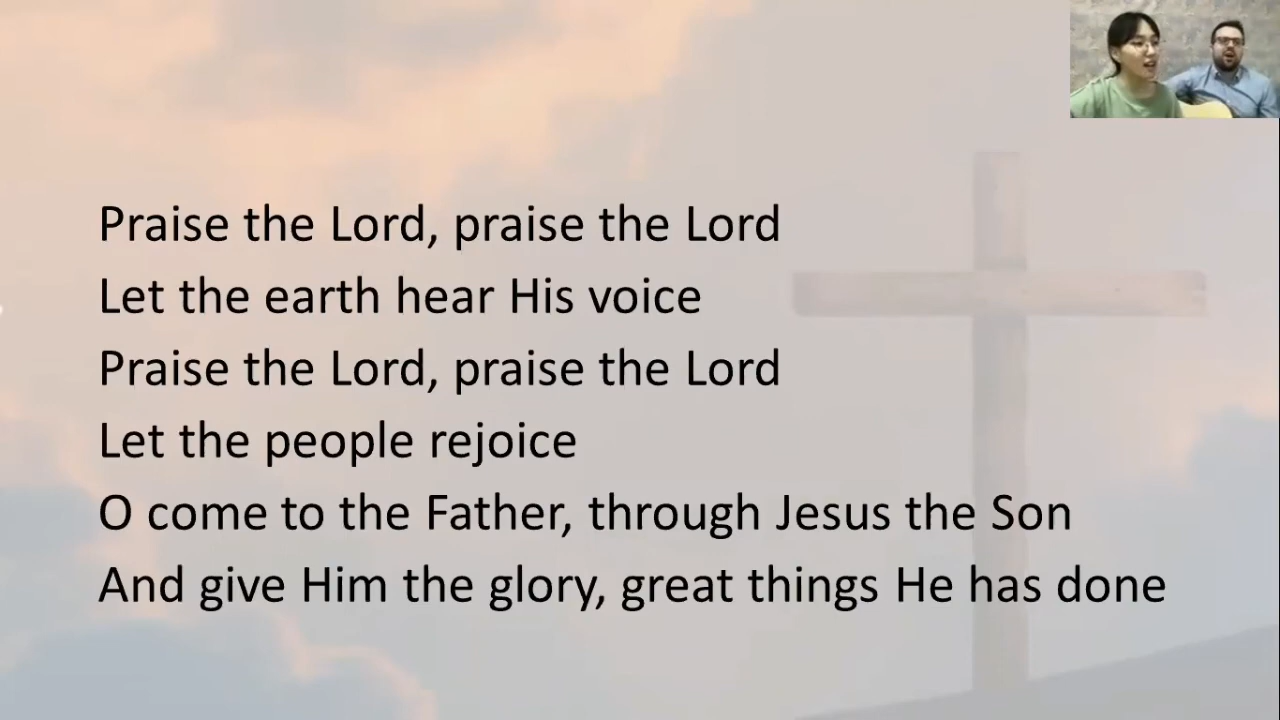 Praise the Lord, praise the Lord
Let the earth hear His voice
Praise the Lord, praise the Lord
Let the people rejoice
O come to the Father, through Jesus the Son
And give Him the glory, great things He has done